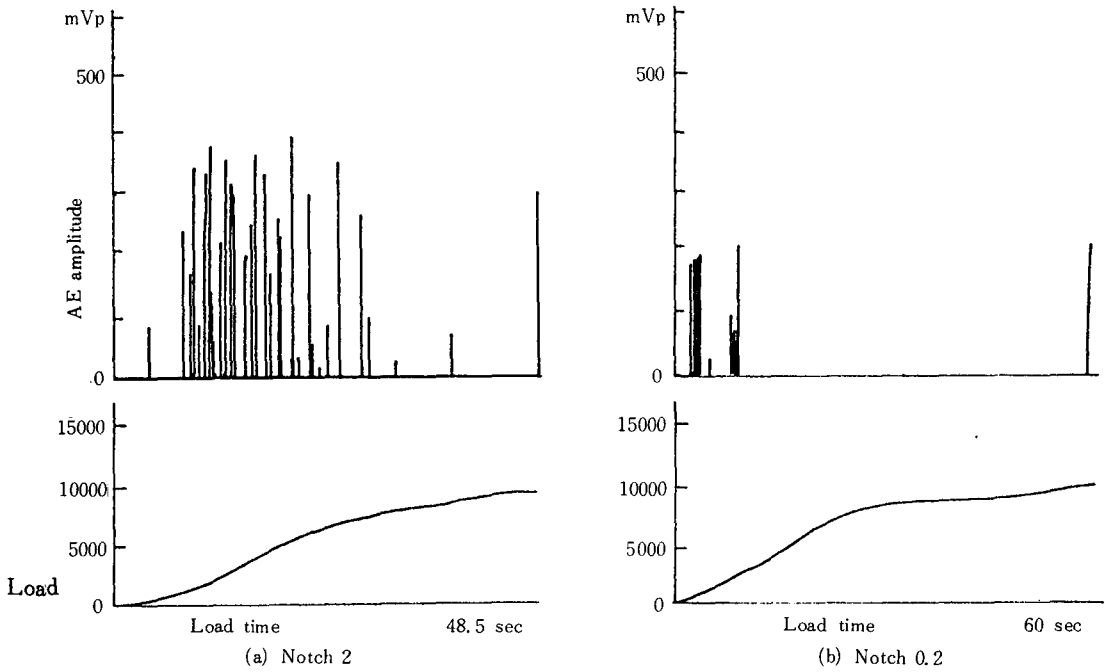 mVp
500
AE amplitude
0
15000
10000
5000
Load
0
Load time
48.5 sec
(a) Notch 2
mVp
500
0
15000
10000
5000
0
Load time
60 sec
(b) Notch 0.2